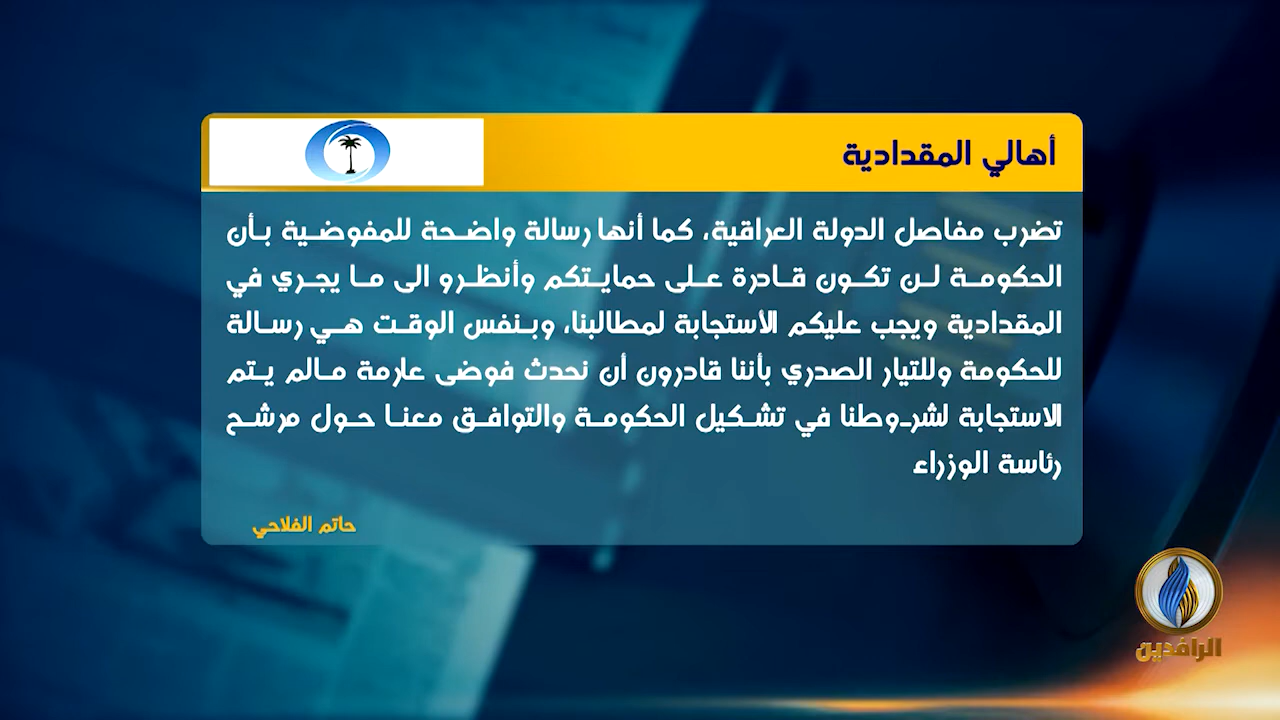 أهالي المقدادية
تضرب مفاصل الدولة العراقية، كما أنها رسالة واضحة للمفوضية بأن
الحكومة لن تكون قادرة على حمايتكم وأنظرو الى ما يجري في
المقدادية ويجب عليكم الأستجابة لمطالبنا، وبنفس الوقت هي رسالة
للحكومة وللتيار الصدري بأننا قادرون أن نحدث فوضى عارمة مالم يتم
الاستجابة لشروطنا في تشكيل الحكومة والتوافق معنا حول مرشح
رئاسة الوزراء
حاتم الفلاحي
الرافدين